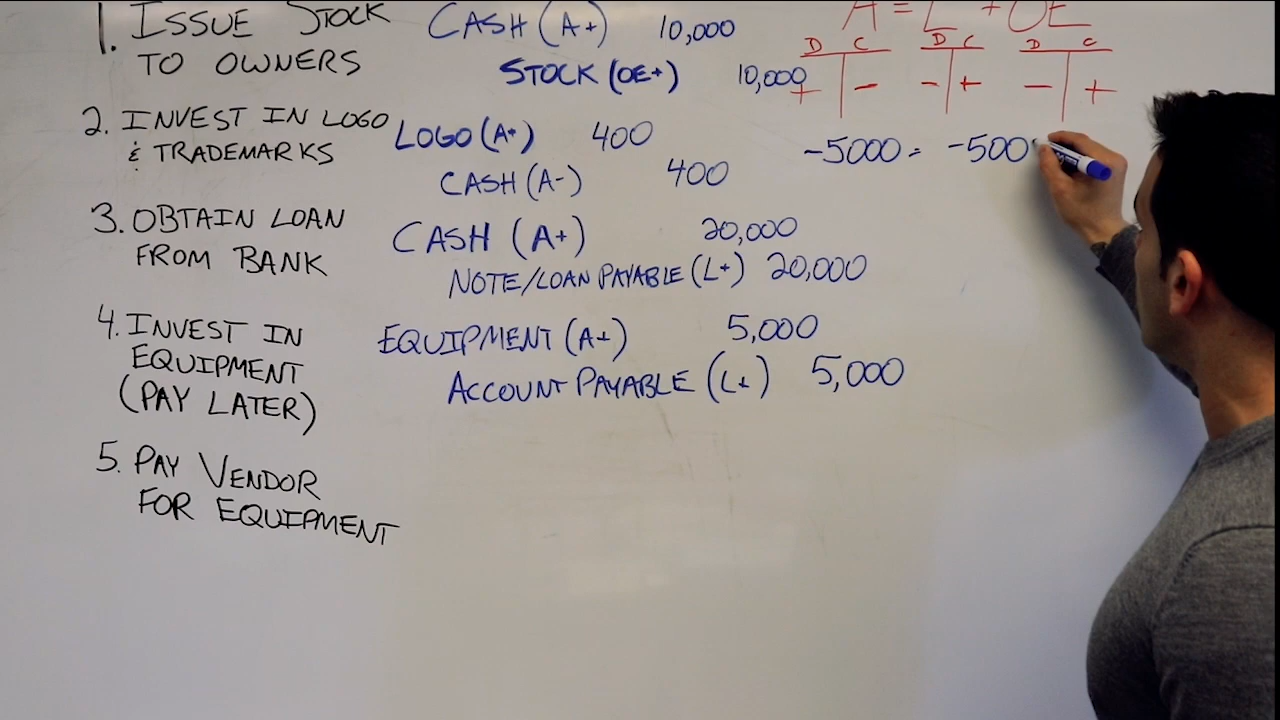 1. ISSUE STOCK
TO OWNERS
CASH (A+) 10,000
STOCK (OE+) 10,000
A = L + OE
D C D C D C
+ - - + - +
2. INVEST IN LOGO
& TRADEMARKS
LOGO (A+) 400
CASH (A-) 400
-5000 = -500
3. OBTAIN LOAN
FROM BANK
CASH (A+) 20,000
NOTE/LOAN PAYABLE (L+) 20,000
4. INVEST IN
EQUIPMENT
(PAY LATER)
EQUIPMENT (A+) 5,000
ACCOUNT PAYABLE (L+) 5,000
5. PAY VENDOR
FOR EQUIPMENT